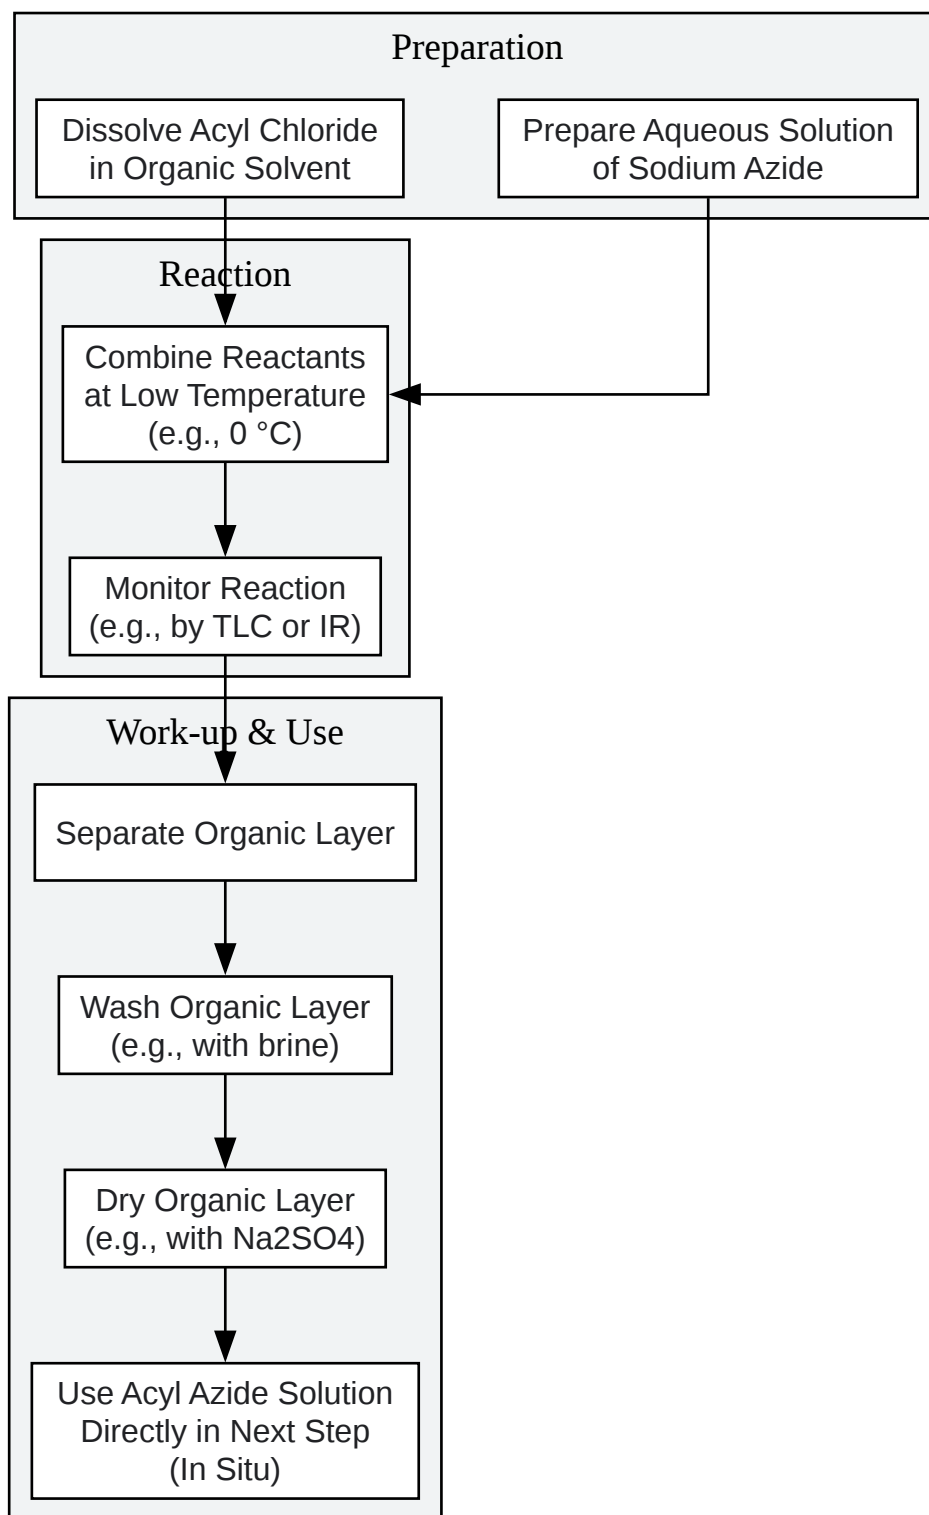 Preparation
Dissolve Acyl Chloride
in Organic Solvent
Prepare Aqueous Solution
of Sodium Azide
Reaction
Combine Reactants
at Low Temperature
(e.g., 0 °C)
Monitor Reaction
(e.g., by TLC or IR)
Work-up & Use
Separate Organic Layer
Wash Organic Layer
(e.g., with brine)
Dry Organic Layer
(e.g., with Na2SO4)
Use Acyl Azide Solution
Directly in Next Step
(In Situ)